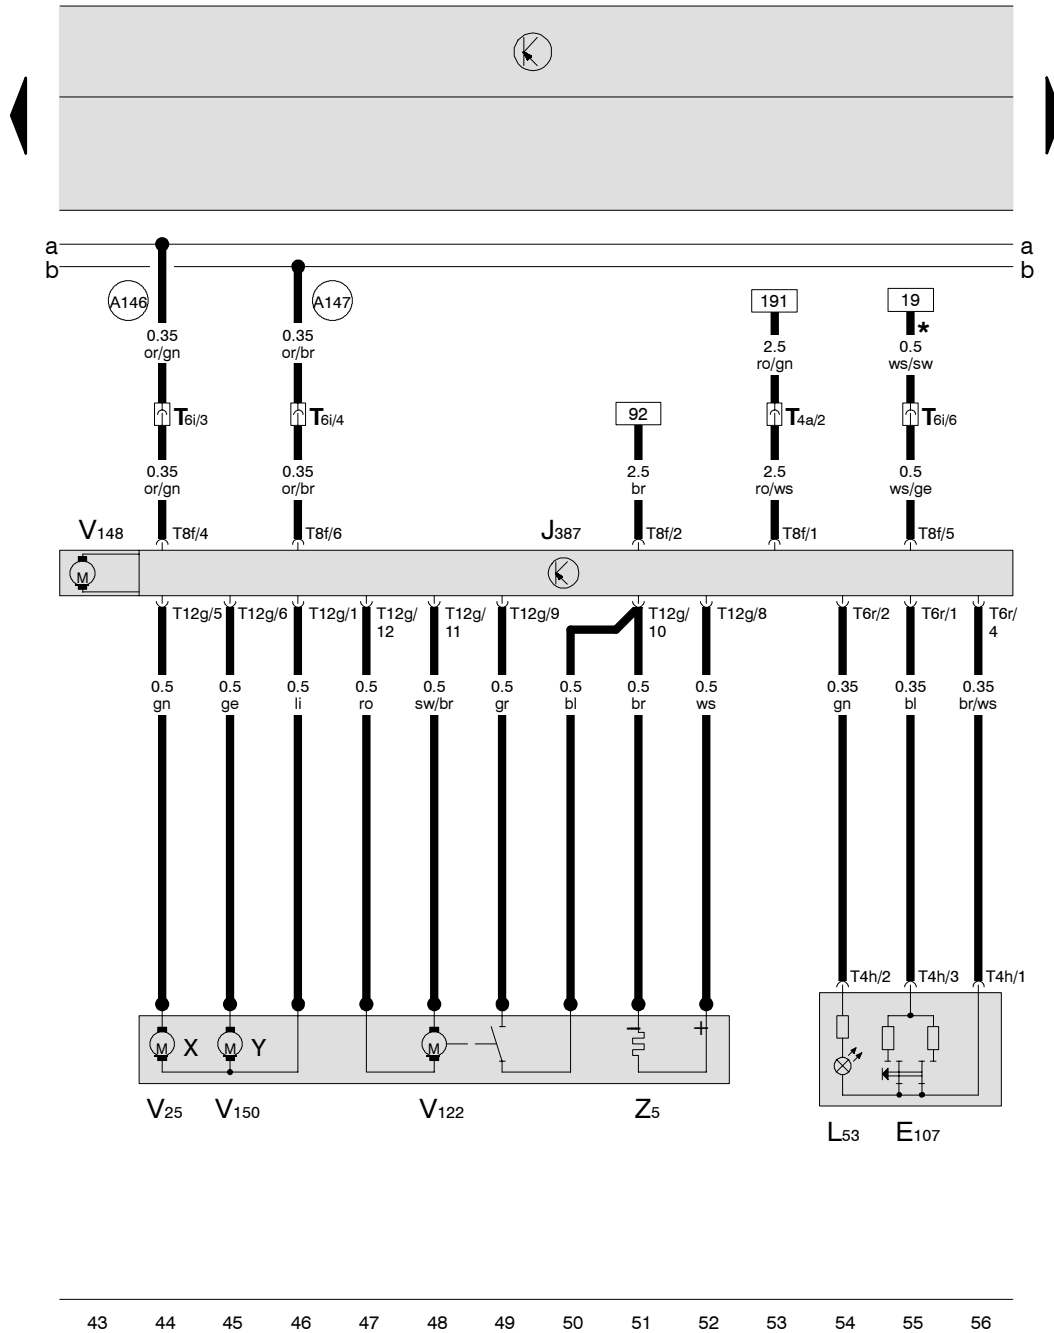 a a
b b
A146 A147 191 19
*
0.35 0.35 2.5 0.5
or/gn or/br ro/gn ws/sw
T6i/3 T6i/4 92 T4a/2 T6i/6
0.35 0.35 2.5 2.5 0.5
or/gn or/br br ro/ws ws/ge
V148 T8f/4 T8f/6 J387 T8f/2 T8f/1 T8f/5
M
T12g/5 T12g/6 T12g/1 T12g/ T12g/ T12g/9 T12g/ T12g/8 T6r/2 T6r/1 T6r/
12 11 10 4
0.5 0.5 0.5 0.5 0.5 0.5 0.5 0.5 0.5 0.35 0.35 0.35
gn ge li ro sw/br gr bl br ws gn bl br/ws
T4h/2 T4h/3 T4h/1
M X M Y M − +
V25 V150 V122 Z5
L53 E107
43 44 45 46 47 48 49 50 51 52 53 54 55 56